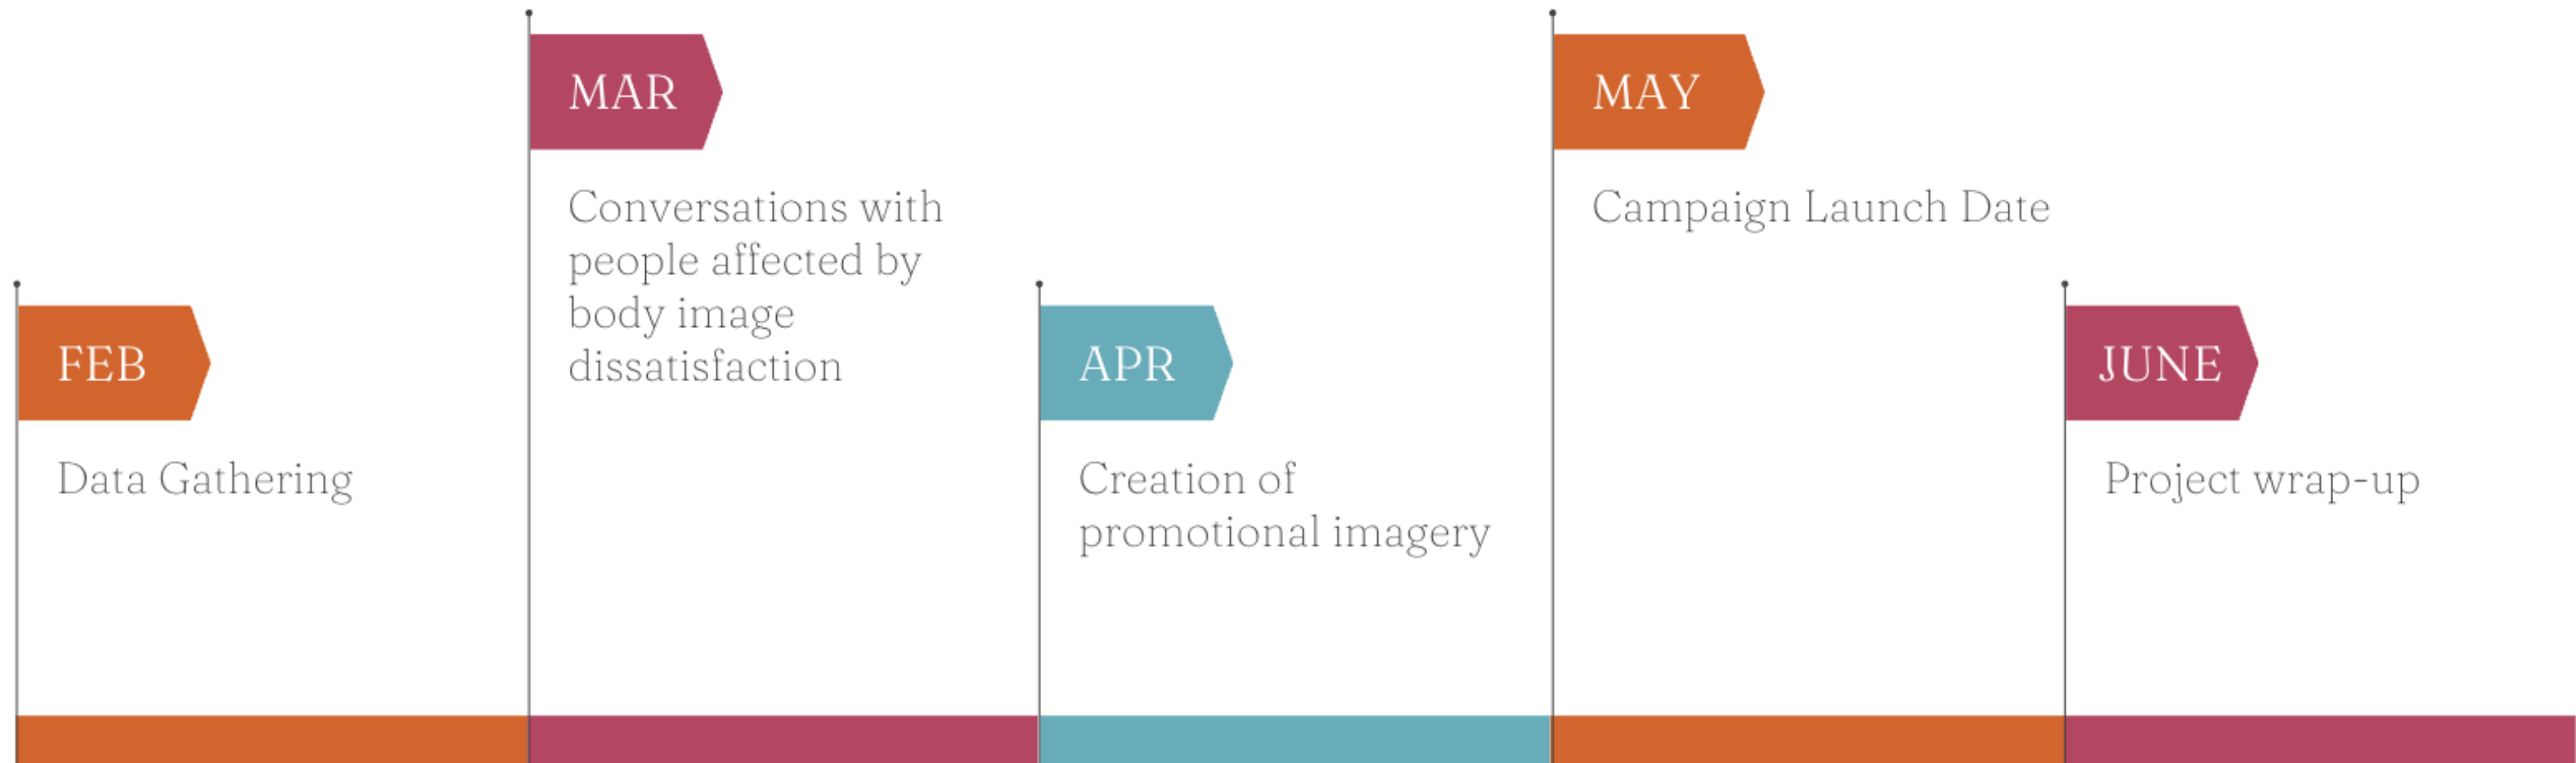 FEB
Data Gathering
MAR
Conversations with
people affected by
body image
dissatisfaction
APR
Creation of
promotional imagery
MAY
Campaign Launch Date
JUNE
Project wrap-up